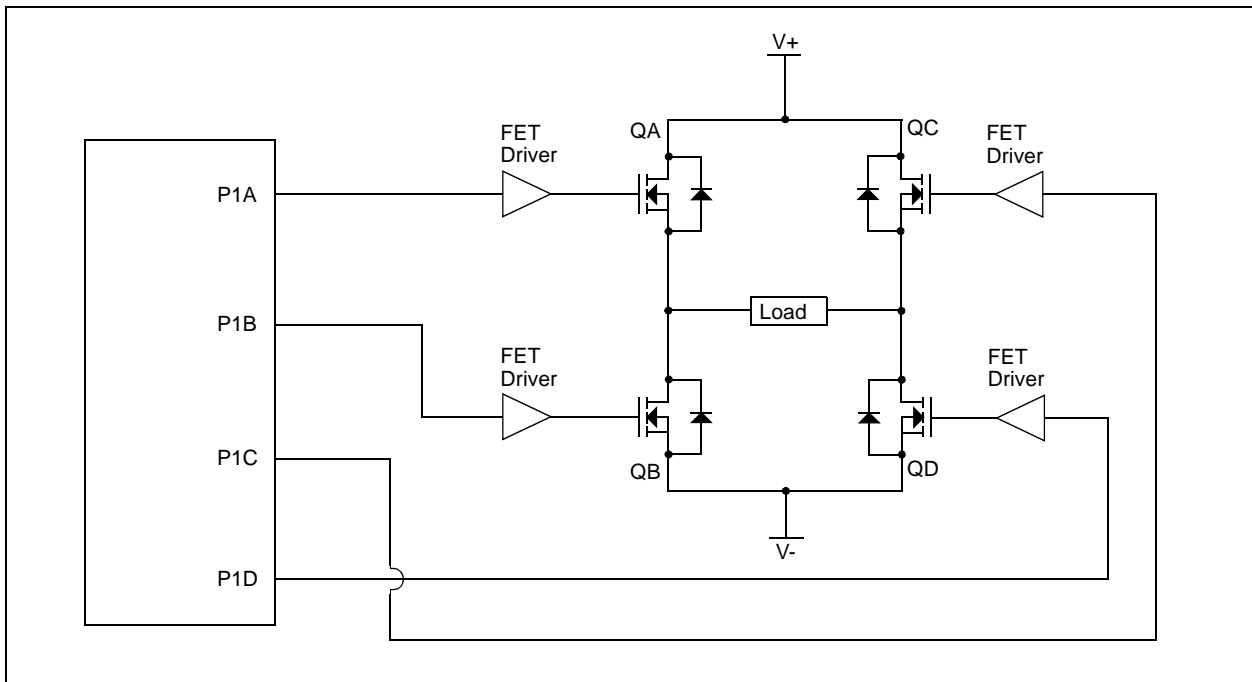 V+
QA
QC
FET
Driver
FET
Driver
P1A
P1B
Load
FET
Driver
FET
Driver
P1C
QB
QD
V-
P1D